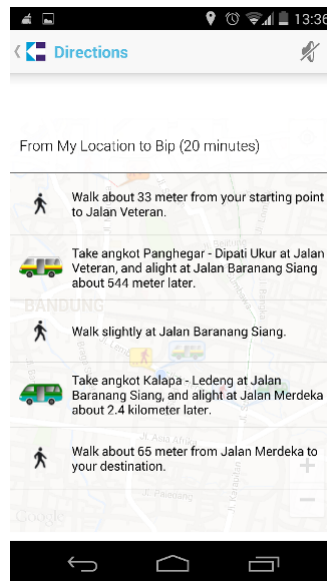 13:36
Directions
From My Location to Bip (20 minutes)
Walk about 33 meter from your starting point
to Jalan Veteran.
Take angkot Panghegar - Dipati Ukur at Jalan
Veteran, and alight at Jalan Baranang Siang
about 544 meter later.
BANDUNG
Walk slightly at Jalan Baranang Siang.
Take angkot Kalapa - Ledeng at Jalan
Baranang Siang, and alight at Jalan Merdeka
about 2.4 kilometer later.
Jl. Asia Afrika
Walk about 65 meter from Jalan Merdeka to
your destination.
Google